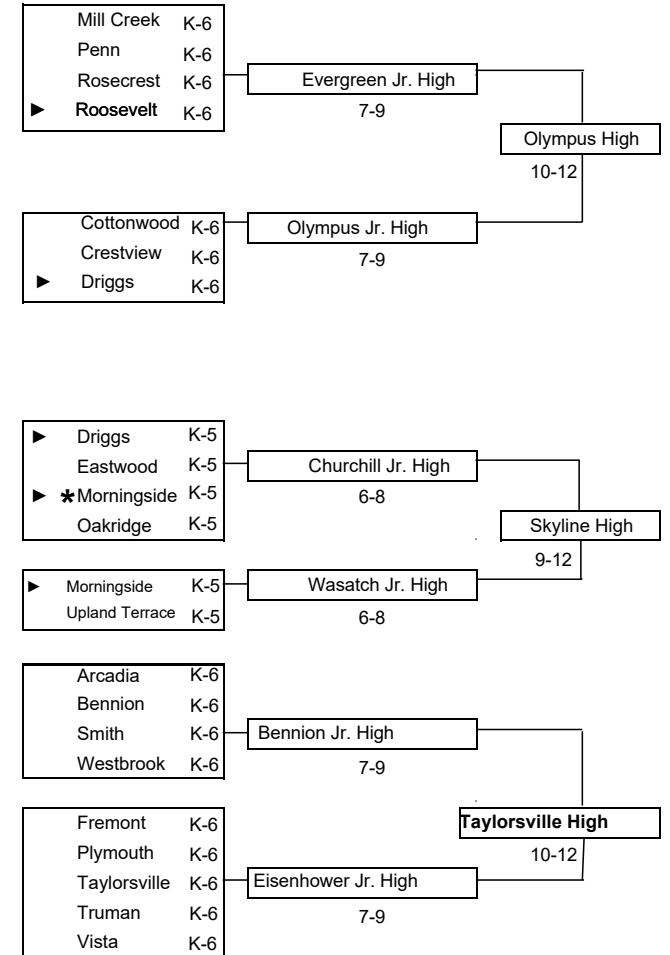 Mill Creek K-6
Penn K-6
Rosecrest K-6
► Roosevelt K-6
Evergreen Jr. High
7-9
Olympus High
10-12
Cottonwood K-6
Crestview K-6
► Driggs K-6
Olympus Jr. High
7-9
► Driggs K-5
Eastwood K-5
► *Morningside K-5
Oakridge K-5
Churchill Jr. High
6-8
Skyline High
9-12
► Morningside K-5
Upland Terrace K-5
Wasatch Jr. High
6-8
Arcadia K-6
Bennion K-6
Smith K-6
Westbrook K-6
Bennion Jr. High
7-9
Taylorsville High
10-12
Fremont K-6
Plymouth K-6
Taylorsville K-6
Truman K-6
Vista K-6
Eisenhower Jr. High
7-9